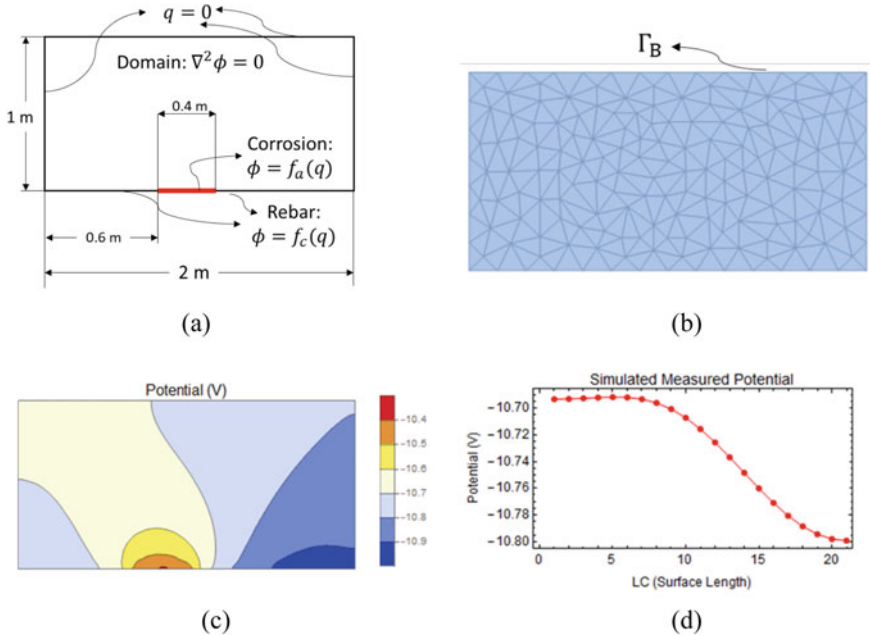 q = 0
Domain: ∇²ϕ = 0
1 m
0.4 m
Corrosion:
ϕ = fₐ(q)
Rebar:
ϕ = f_c(q)
0.6 m
2 m
(a)
Γ_B
(b)
Potential (V)
−10.4
−10.5
−10.6
−10.7
−10.8
−10.9
(c)
Simulated Measured Potential
Potential (V)
−10.70
−10.72
−10.74
−10.76
−10.78
−10.80
0 5 10 15 20
LC (Surface Length)
(d)